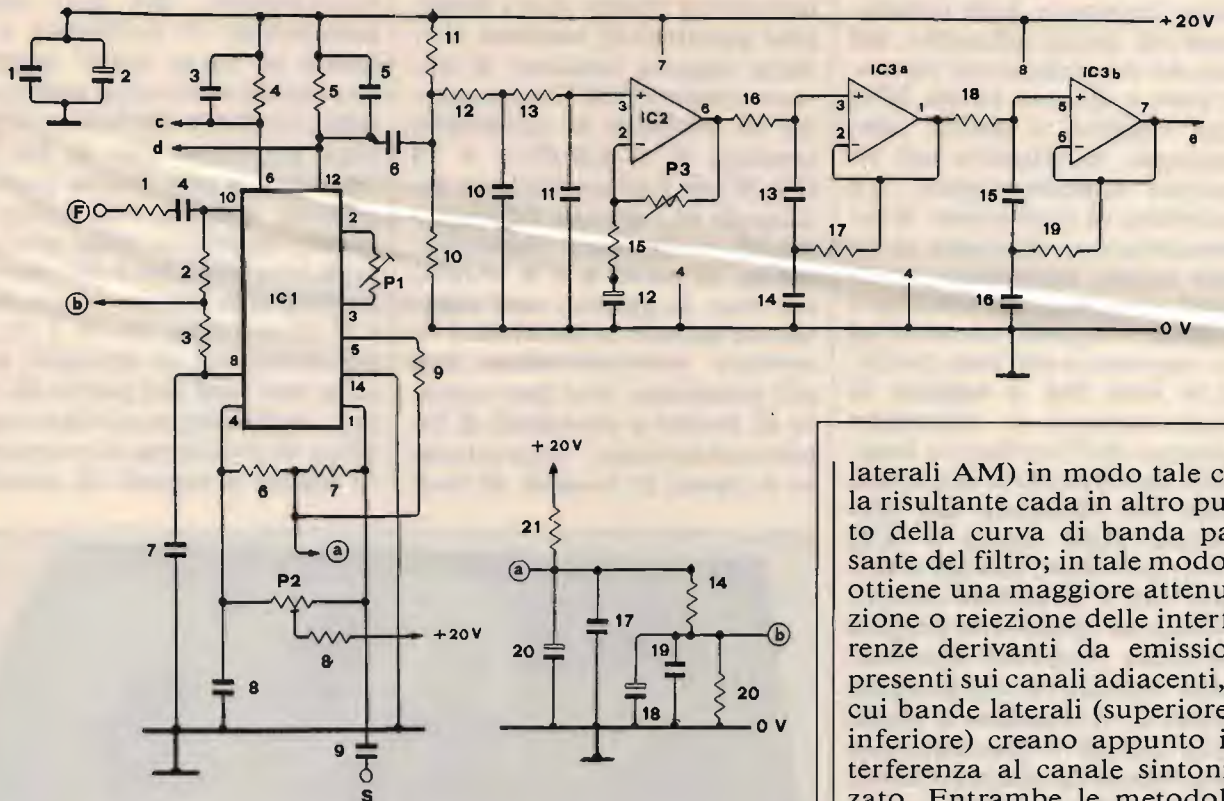 +20V
11
7
8
1
2
3
4
5
5
c
d
6
12
13
3
+
IC2
6
2
-
16
IC3a
3
+
1
2
-
18
IC3b
5
+
7
6
-
e
6
12
F
1
4
10
2
P3
10
11
13
15
2
IC1
P1
3
10
15
17
19
b
3
12
4
14
4
16
0 V
8
5
14
9
4
1
6
7
a
+ 20V
21
7
P2
a
14
+20V
8
20
17
19
b
8
18
20
0 V
9
S
laterali AM) in modo tale c
la risultante cada in altro pu
to della curva di banda pa
sante del filtro; in tale modo
ottiene una maggiore attenu
zione o reiezione delle interf
renze derivanti da emissio
presenti sui canali adiacenti,
cui bande laterali (superiore
inferiore) creano appunto i
terferenza al canale sintoni
zato. Entrambe le metodol